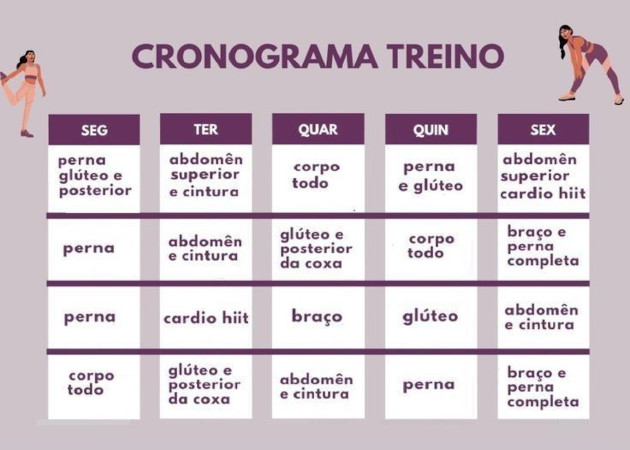 CRONOGRAMA TREINO
SEG TER QUAR QUIN SEX
perna
glúteo e
posterior
abdomên
superior
e cintura
corpo
todo
perna
e glúteo
abdomên
superior
cardio hiit
perna
abdomên
e cintura
glúteo e
posterior
da coxa
corpo
todo
braço e
perna
completa
perna
cardio hiit
braço
glúteo
abdomên
e cintura
corpo
todo
glúteo e
posterior
da coxa
abdomên
e cintura
perna
braço e
perna
completa